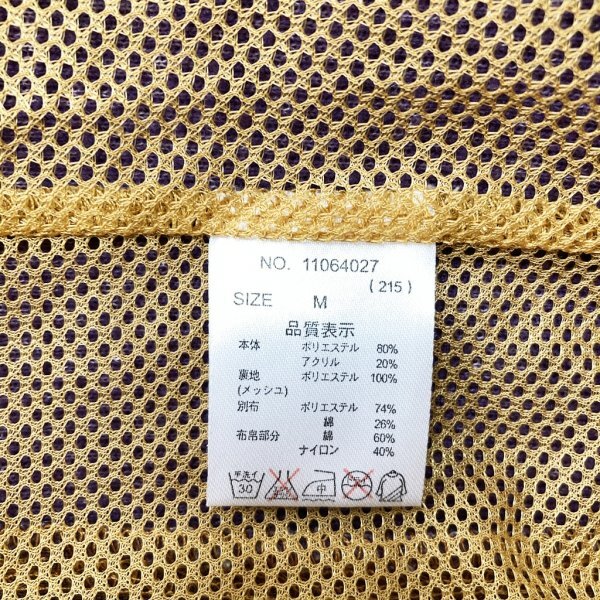 NO. 11064027
(215)
SIZE M
品質表示
本体 ポリエステル 80%
アクリル 20%
裏地 ポリエステル 100%
(メッシュ)
別布 ポリエステル 74%
綿 26%
布帛部分 綿 60%
ナイロン 40%
手洗イ 30 中